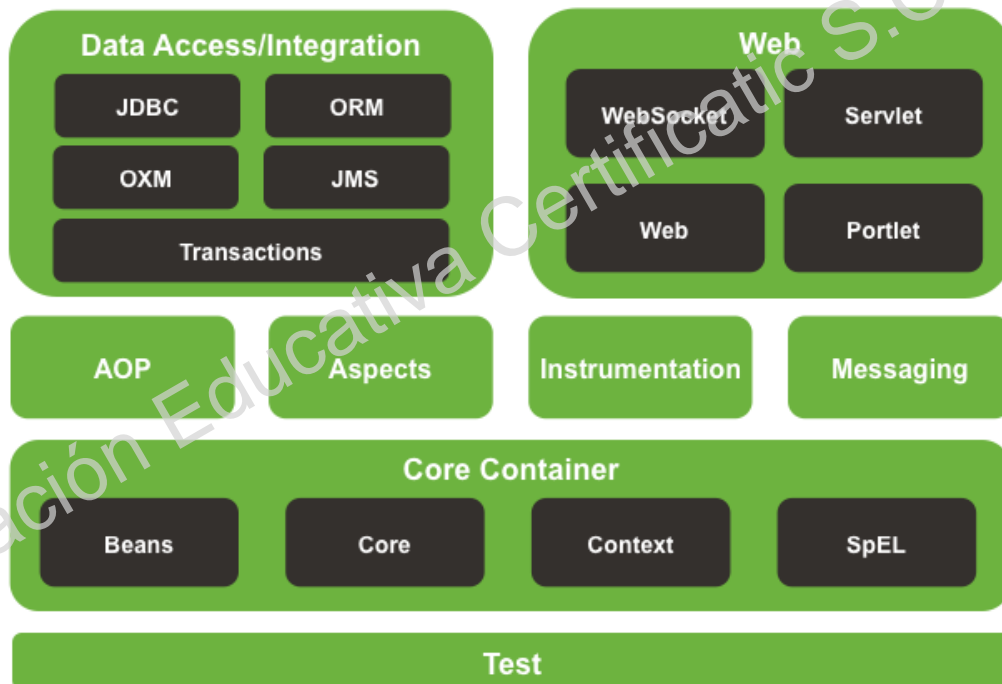 Data Access/Integration
JDBC
ORM
OXM
JMS
Transactions
Web
WebSocket
Servlet
Web
Portlet
AOP
Aspects
Instrumentation
Messaging
Core Container
Beans
Core
Context
SpEL
Test
Educativa Certificatic S.C